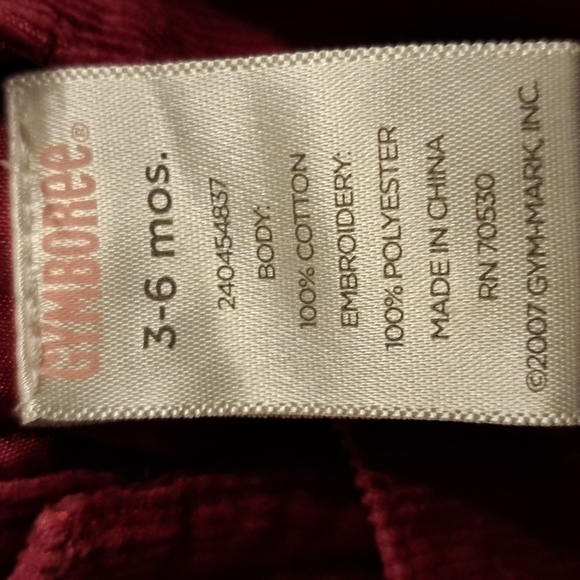 GYMBOREE®
3-6 mos.
240454837
BODY:
100% COTTON
EMBROIDERY:
100% POLYESTER
MADE IN CHINA
RN 70530
©2007 GYM-MARK, INC.